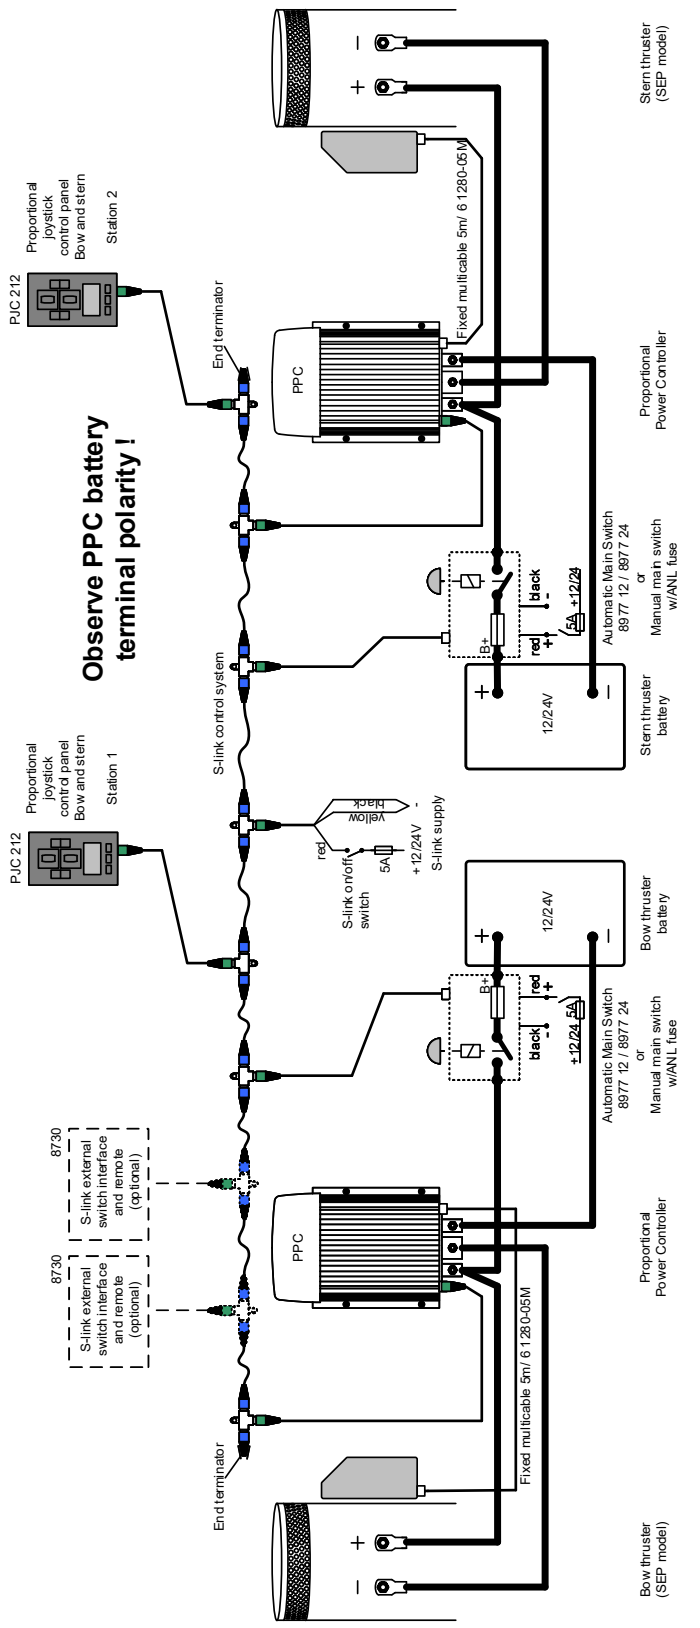 PJC 212
Proportional
joystick
control panel
Bow and stern
Station 1
PJC 212
Proportional
joystick
control panel
Bow and stern
Station 2
Observe PPC battery
terminal polarity !
8730
S-link external
switch interface
and remote
(optional)
8730
S-link external
switch interface
and remote
(optional)
End terminator
S-link control system
End terminator
PPC
PPC
red
yellow
black
S-link on/off
switch
5A
+12/24V
-
S-link supply
+
-
Fixed multicable 5m/ 6 1280-05M
B+
black
-
red
+
+12/24
5A
+
12/24V
-
B+
red
+
black
-
5A
+12/24
+
12/24V
-
Fixed multicable 5m/ 6 1280-05M
+
-
Bow thruster
(SEP model)
Proportional
Power Controller
Automatic Main Switch
8977 12 / 8977 24
or
Manual main switch
w/ANL fuse
Bow thruster
battery
Stern thruster
battery
Automatic Main Switch
8977 12 / 8977 24
or
Manual main switch
w/ANL fuse
Proportional
Power Controller
Stern thruster
(SEP model)